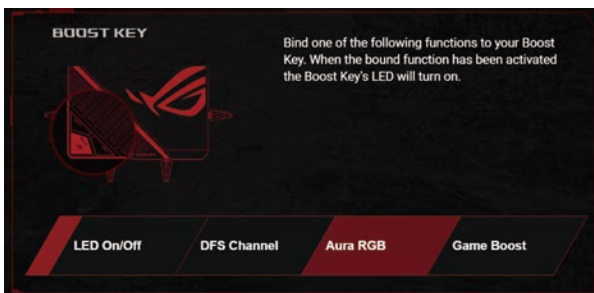 BOOST KEY
Bind one of the following functions to your Boost
Key. When the bound function has been activated
the Boost Key's LED will turn on.
LED On/Off
DFS Channel
Aura RGB
Game Boost